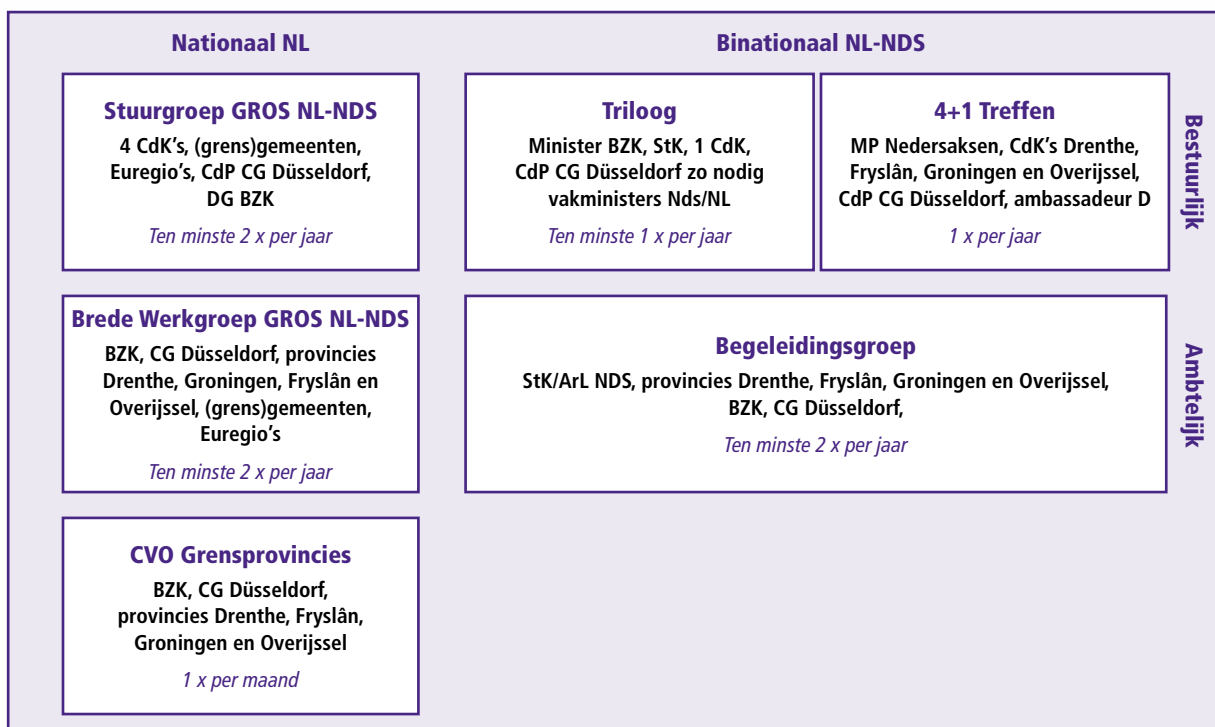 Nationaal NL
Stuurgroep GROS NL-NDS
4 CdK's, (grens)gemeenten,
Euregio's, CdP CG Düsseldorf,
DG BZK
Ten minste 2 x per jaar
Brede Werkgroep GROS NL-NDS
BZK, CG Düsseldorf, provincies
Drenthe, Groningen, Fryslân en
Overijssel, (grens)gemeenten,
Euregio's
Ten minste 2 x per jaar
CVO Grensprovincies
BZK, CG Düsseldorf,
provincies Drenthe, Fryslân,
Groningen en Overijssel
1 x per maand
Binationaal NL-NDS
Triloog
Minister BZK, StK, 1 CdK,
CdP CG Düsseldorf zo nodig
vakministers Nds/NL
Ten minste 1 x per jaar
4+1 Treffen
MP Nedersaksen, CdK's Drenthe,
Fryslân, Groningen en Overijssel,
CdP CG Düsseldorf, ambassadeur D
1 x per jaar
Bestuurlijk
Begeleidingsgroep
StK/ArL NDS, provincies Drenthe, Fryslân, Groningen en Overijssel,
BZK, CG Düsseldorf,
Ten minste 2 x per jaar
Ambtelijk